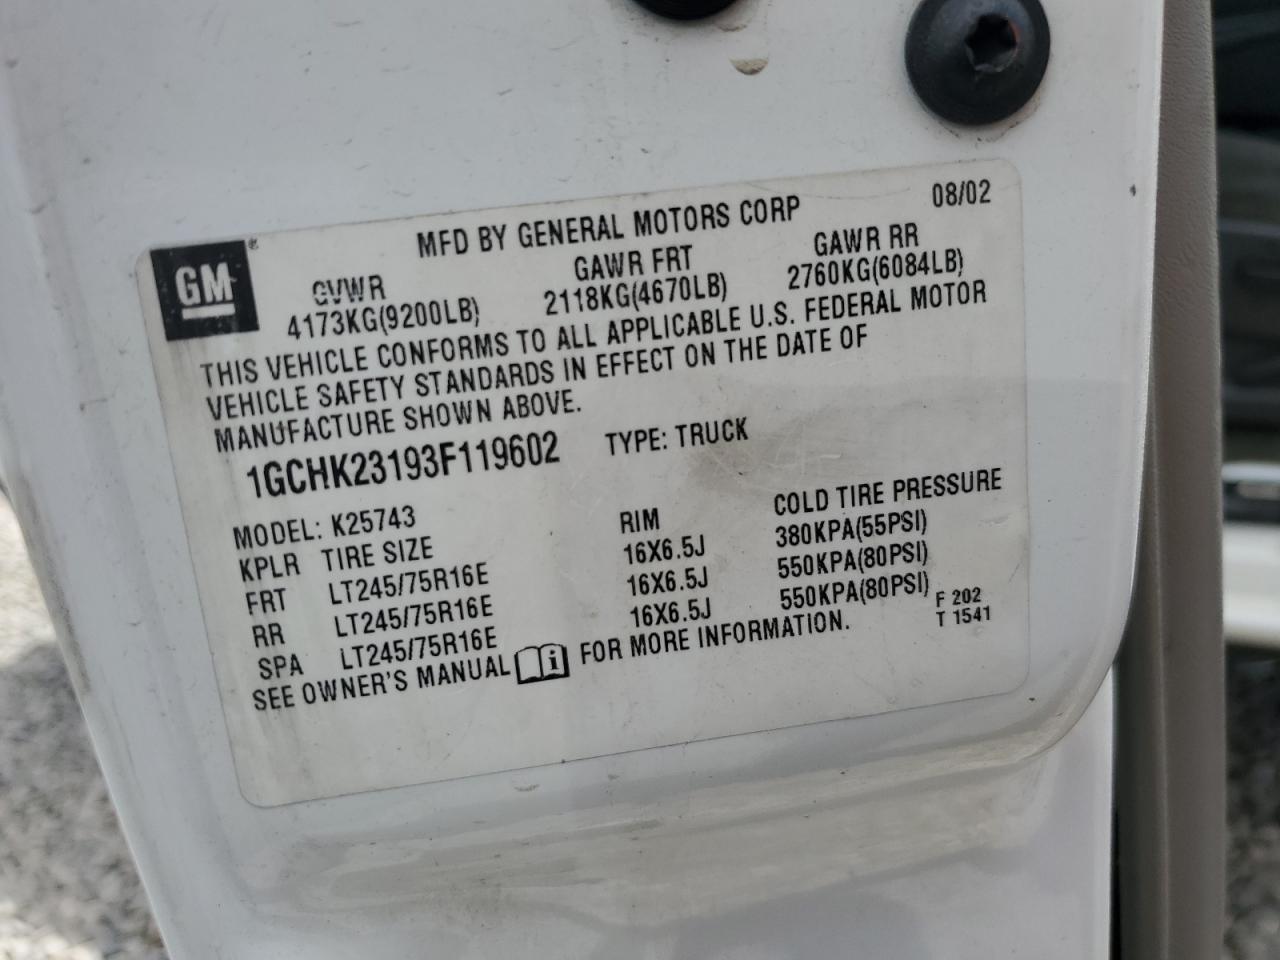 08/02
MFD BY GENERAL MOTORS CORP
GM®
GVWR GAWR FRT GAWR RR
4173KG(9200LB) 2118KG(4670LB) 2760KG(6084LB)
THIS VEHICLE CONFORMS TO ALL APPLICABLE U.S. FEDERAL MOTOR
VEHICLE SAFETY STANDARDS IN EFFECT ON THE DATE OF
MANUFACTURE SHOWN ABOVE.
1GCHK23193F119602 TYPE: TRUCK
MODEL: K25743
KPLR TIRE SIZE RIM COLD TIRE PRESSURE
FRT LT245/75R16E 16X6.5J 380KPA(55PSI)
RR LT245/75R16E 16X6.5J 550KPA(80PSI)
SPA LT245/75R16E 16X6.5J 550KPA(80PSI)
SEE OWNER'S MANUAL i FOR MORE INFORMATION.
F 202
T 1541